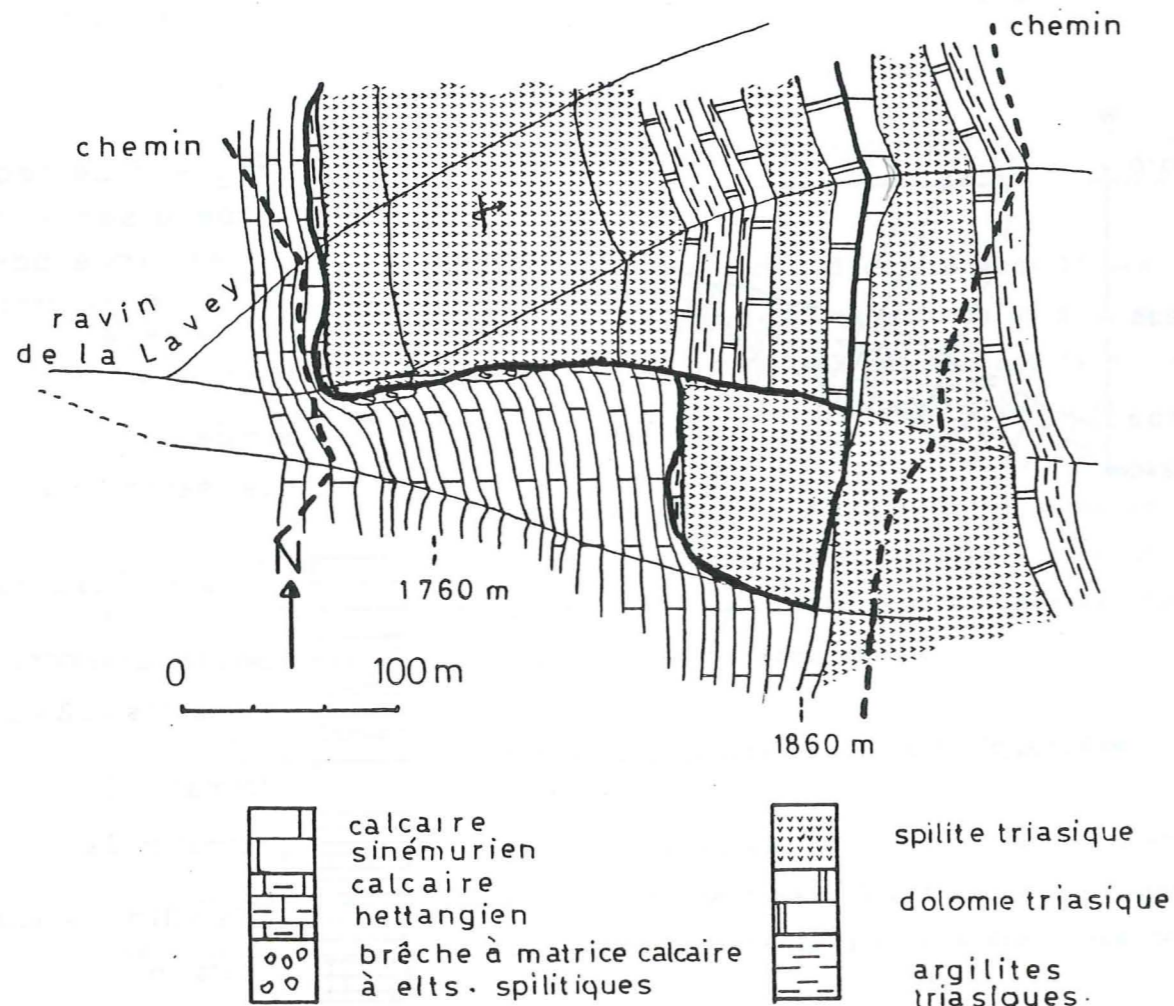 chemin
chemin
ravin
de la Lavey
N
1760 m
0 100m
1860 m
calcaire
sinémurien
calcaire
hettangien
brêche à matrice calcaire
à elts. spilitiques
spilite triasique
dolomie triasique
argilites
triasiques.